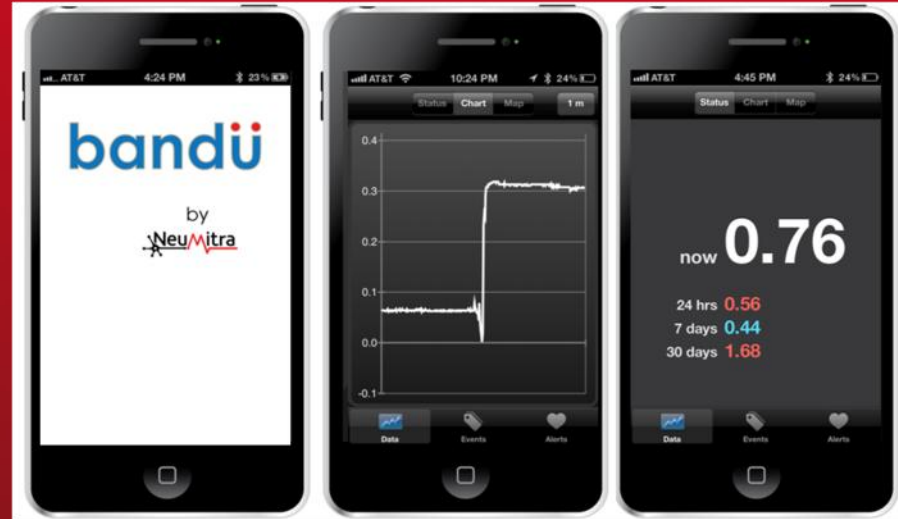 AT&T 4:24 PM 23%
bandü
by
NeuMitra
AT&T 10:24 PM 24%
Status Chart Map 1 m
0.4
0.3
0.2
0.1
0.0
-0.1
Data Events Alerts
AT&T 4:45 PM 24%
Status Chart Map
now 0.76
24 hrs 0.56
7 days 0.44
30 days 1.68
Data Events Alerts